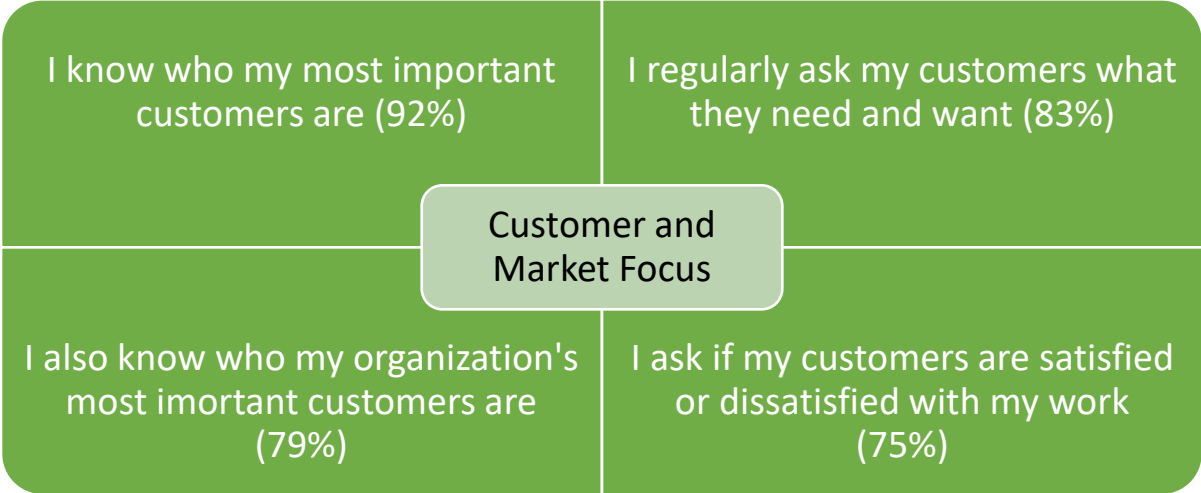 I know who my most important
customers are (92%)
I regularly ask my customers what
they need and want (83%)
Customer and
Market Focus
I also know who my organization's
most imortant customers are
(79%)
I ask if my customers are satisfied
or dissatisfied with my work
(75%)